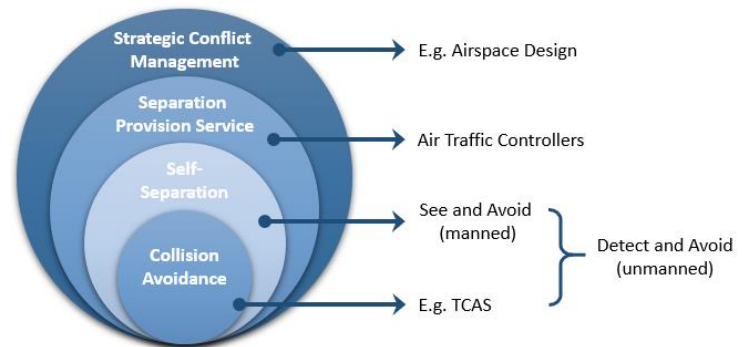 Strategic Conflict
Management
E.g. Airspace Design
Separation
Provision Service
Air Traffic Controllers
Self-
Separation
See and Avoid
(manned)
Detect and Avoid
(unmanned)
Collision
Avoidance
E.g. TCAS